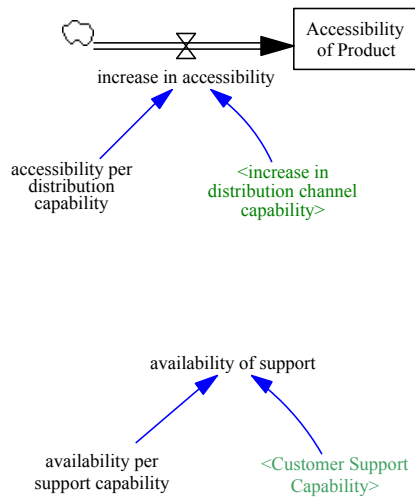 Accessibility
of Product
increase in accessibility
accessibility per
distribution
capability
<increase in
distribution channel
capability>
availability of support
availability per
support capability
<Customer Support
Capability>